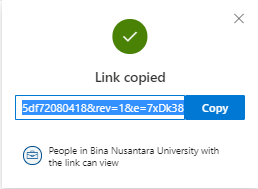 Link copied
5df72080418&rev=1&e=7xDk38
Copy
People in Bina Nusantara University with
the link can view